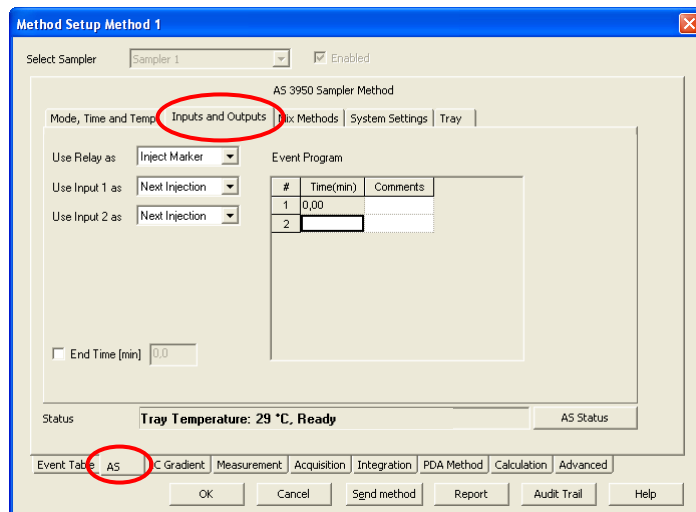 Method Setup Method 1
Select Sampler Sampler 1 Enabled
AS 3950 Sampler Method
Mode, Time and Temp Inputs and Outputs Mix Methods System Settings Tray
Use Relay as Inject Marker Event Program
# Time(min) Comments
Use Input 1 as Next Injection
1 0,00
Use Input 2 as Next Injection
2
End Time [min] 0,0
Status Tray Temperature: 29 °C, Ready AS Status
Event Table AS LC Gradient Measurement Acquisition Integration PDA Method Calculation Advanced
OK Cancel Send method Report Audit Trail Help